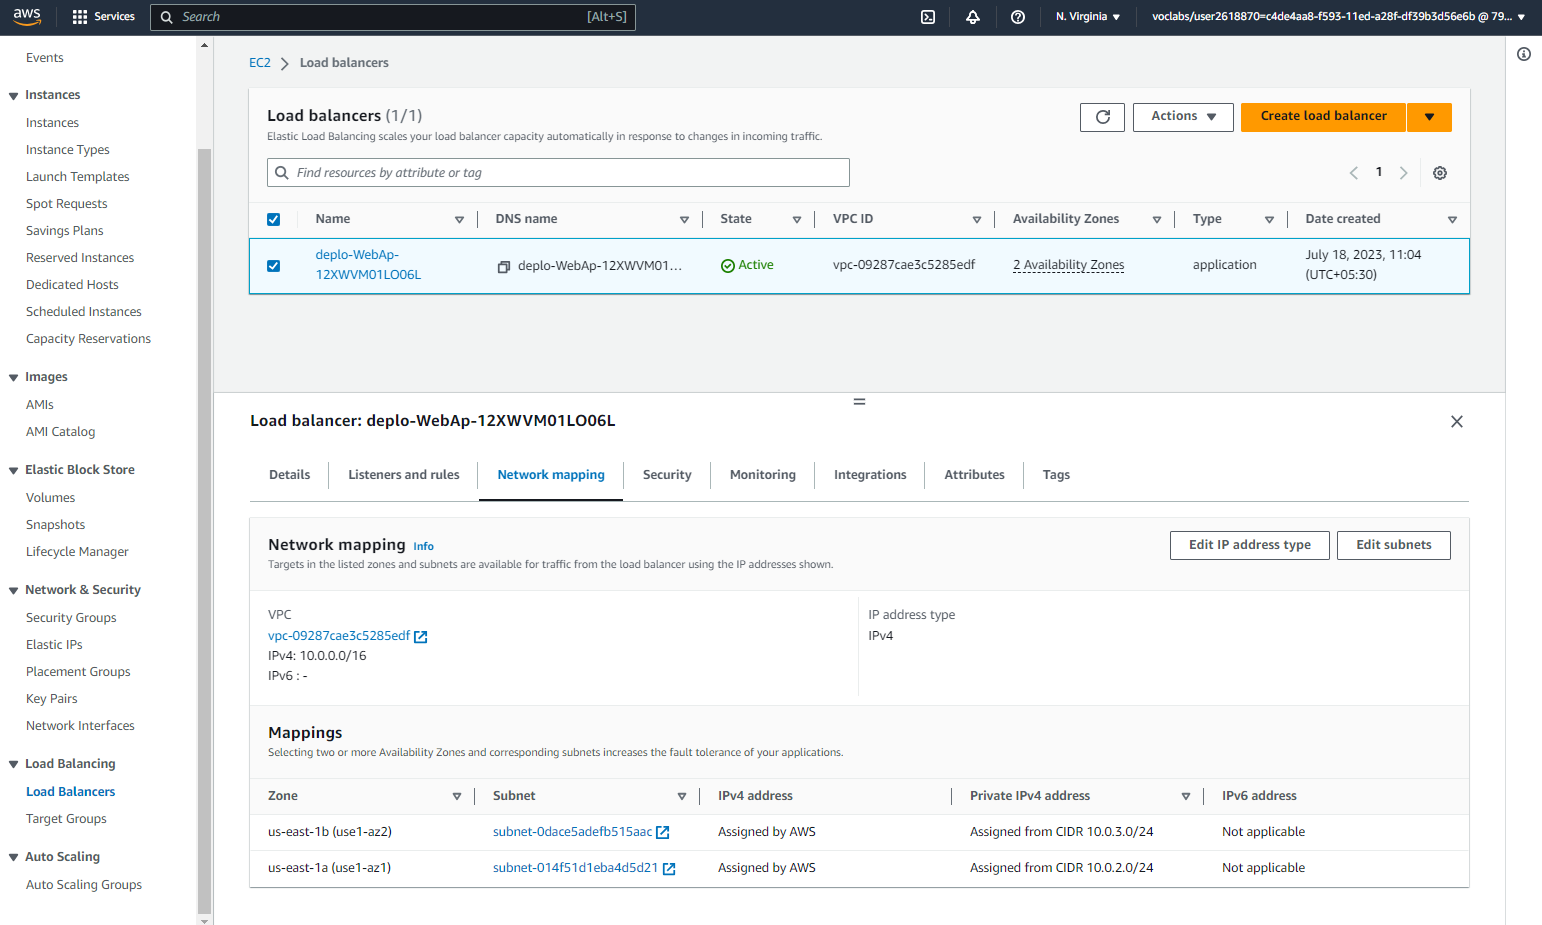 aws
Services
Search
[Alt+S]
N. Virginia
voclabs/user2618870=c4de4aa8-f593-11ed-a28f-df39b3d56e6b @ 79...
Events
Instances
Instances
Instance Types
Launch Templates
Spot Requests
Savings Plans
Reserved Instances
Dedicated Hosts
Scheduled Instances
Capacity Reservations
Images
AMIs
AMI Catalog
Elastic Block Store
Volumes
Snapshots
Lifecycle Manager
Network & Security
Security Groups
Elastic IPs
Placement Groups
Key Pairs
Network Interfaces
Load Balancing
Load Balancers
Target Groups
Auto Scaling
Auto Scaling Groups
EC2 > Load balancers
Load balancers (1/1)
Elastic Load Balancing scales your load balancer capacity automatically in response to changes in incoming traffic.
Actions
Create load balancer
Find resources by attribute or tag
1
Name DNS name State VPC ID Availability Zones Type Date created
deplo-WebAp-12XWVM01LO06L deplo-WebAp-12XWVM01... Active vpc-09287cae3c5285edf 2 Availability Zones application July 18, 2023, 11:04 (UTC+05:30)
Load balancer: deplo-WebAp-12XWVM01LO06L
Details Listeners and rules Network mapping Security Monitoring Integrations Attributes Tags
Network mapping Info
Targets in the listed zones and subnets are available for traffic from the load balancer using the IP addresses shown.
Edit IP address type
Edit subnets
VPC
vpc-09287cae3c5285edf
IPv4: 10.0.0.0/16
IPv6 : -
IP address type
IPv4
Mappings
Selecting two or more Availability Zones and corresponding subnets increases the fault tolerance of your applications.
Zone Subnet IPv4 address Private IPv4 address IPv6 address
us-east-1b (use1-az2) subnet-0dace5adefb515aac Assigned by AWS Assigned from CIDR 10.0.3.0/24 Not applicable
us-east-1a (use1-az1) subnet-014f51d1eba4d5d21 Assigned by AWS Assigned from CIDR 10.0.2.0/24 Not applicable